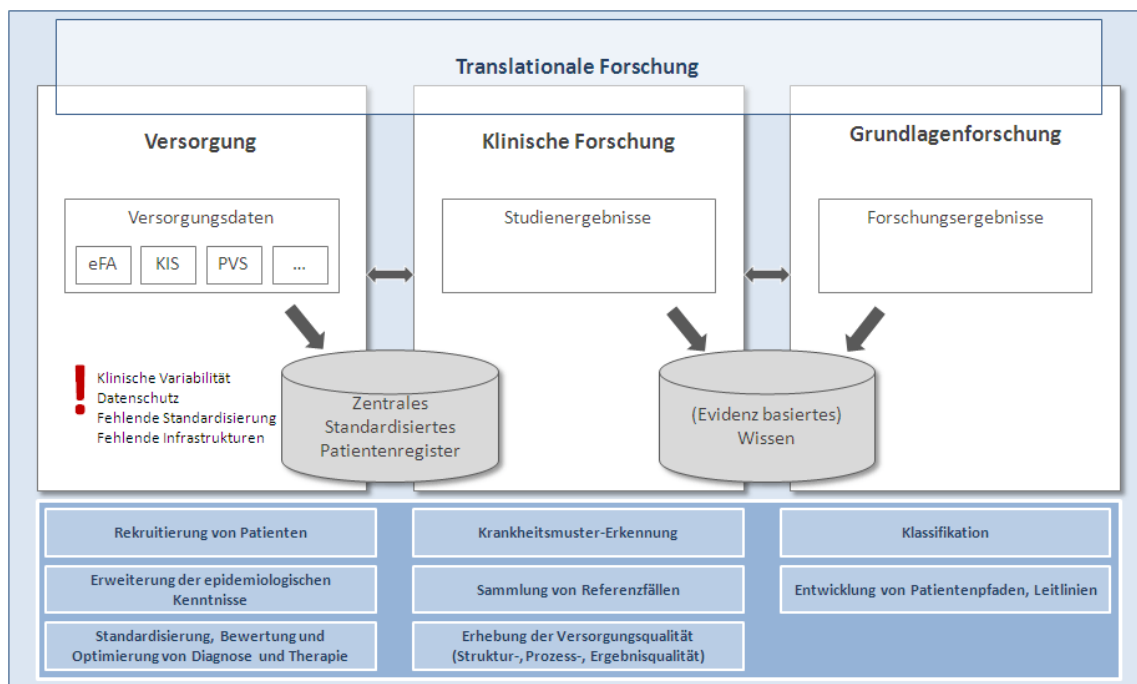 Translationale Forschung
Versorgung
Versorgungsdaten
eFA
KIS
PVS
...
! Klinische Variabilität
Datenschutz
Fehlende Standardisierung
Fehlende Infrastrukturen
Klinische Forschung
Studienergebnisse
Grundlagenforschung
Forschungsergebnisse
Zentrales
Standardisiertes
Patientenregister
(Evidenz basiertes)
Wissen
Rekruitierung von Patienten
Krankheitsmuster-Erkennung
Klassifikation
Erweiterung der epidemiologischen
Kenntnisse
Sammlung von Referenzfällen
Entwicklung von Patientenpfaden, Leitlinien
Standardisierung, Bewertung und
Optimierung von Diagnose und Therapie
Erhebung der Versorgungsqualität
(Struktur-, Prozess-, Ergebnisqualität)